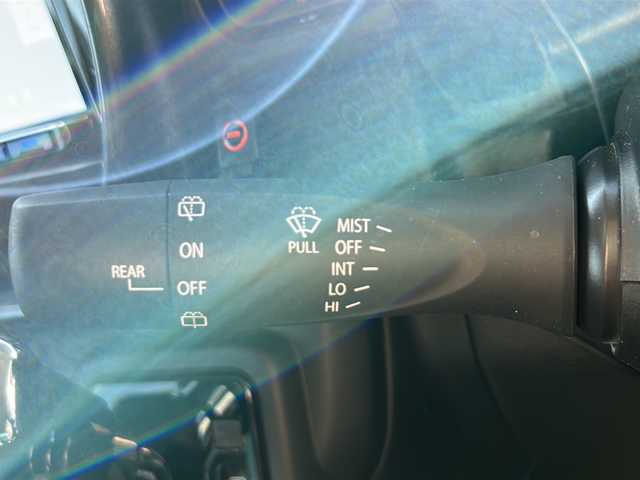 REAR
ON
OFF
PULL
MIST
OFF
INT
LO
HI